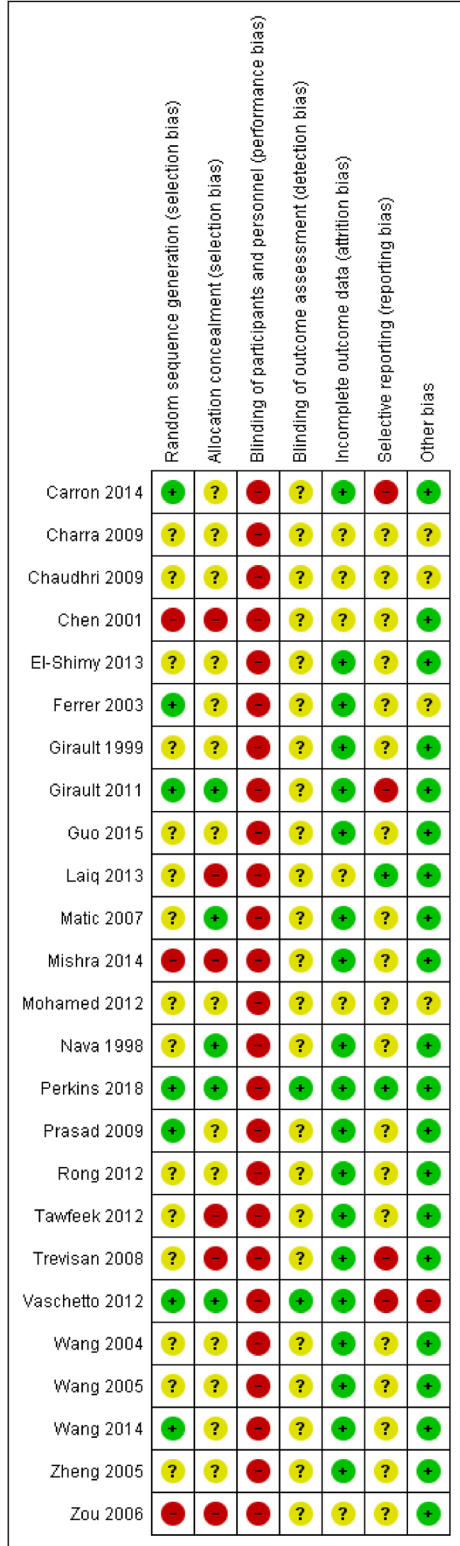 Random sequence generation (selection bias)
Allocation concealment (selection bias)
Blinding of participants and personnel (performance bias)
Blinding of outcome assessment (detection bias)
Incomplete outcome data (attrition bias)
Selective reporting (reporting bias)
Other bias
Carron 2014 + ? - ? + - +
Charra 2009 ? ? - ? ? ? ?
Chaudhri 2009 ? ? - ? ? ? ?
Chen 2001 - - - ? ? ? +
El-Shimy 2013 ? ? - ? + ? +
Ferrer 2003 + ? - ? + ? ?
Girault 1999 ? ? - ? + ? +
Girault 2011 + + - ? + - +
Guo 2015 ? ? - ? + ? +
Laiq 2013 ? - - ? ? + +
Matic 2007 ? + - ? + ? +
Mishra 2014 - - - ? + ? +
Mohamed 2012 ? ? - ? ? ? ?
Nava 1998 ? + - ? + ? +
Perkins 2018 + + - + + + +
Prasad 2009 + ? - ? + ? +
Rong 2012 ? ? - ? + ? +
Tawfeek 2012 ? - - ? + ? +
Trevisan 2008 ? - - ? + - +
Vaschetto 2012 + + - + + - -
Wang 2004 ? ? - ? + ? +
Wang 2005 ? ? - ? + ? +
Wang 2014 + ? - ? + ? +
Zheng 2005 ? ? - ? + ? +
Zou 2006 - - - ? ? ? +